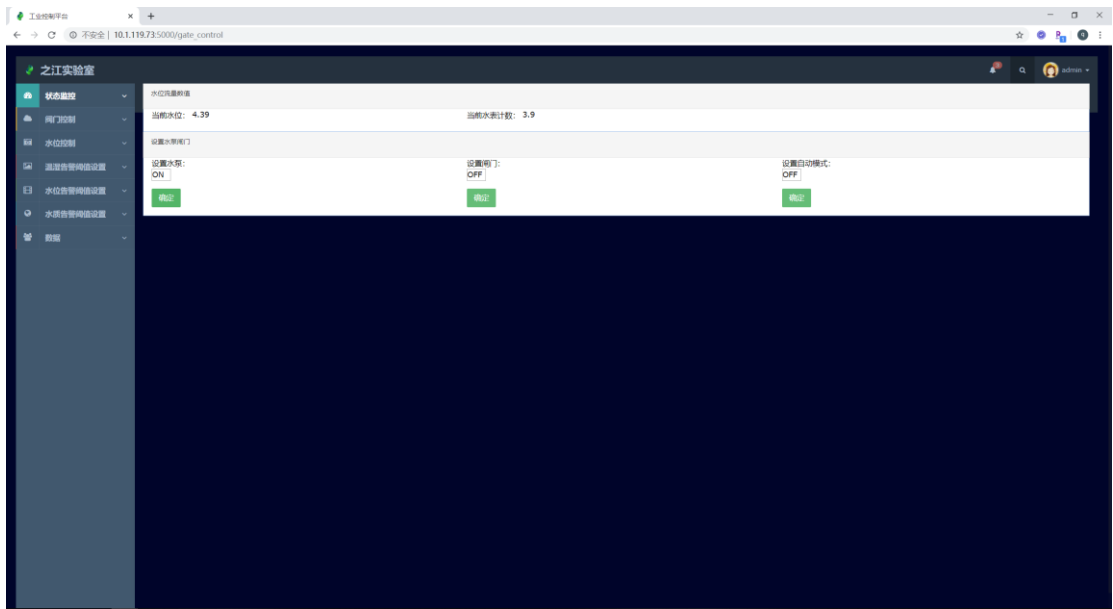 工业控制平台
不安全 | 10.1.119.73:5000/gate_control
之江实验室
admin
状态监控
阀门控制
水位控制
温湿告警阈值设置
水位告警阈值设置
水质告警阈值设置
数据
水位流量数值
当前水位： 4.39 当前水表计数： 3.9
设置水泵闸门
设置水泵： 设置闸门： 设置自动模式：
ON OFF OFF
确定 确定 确定